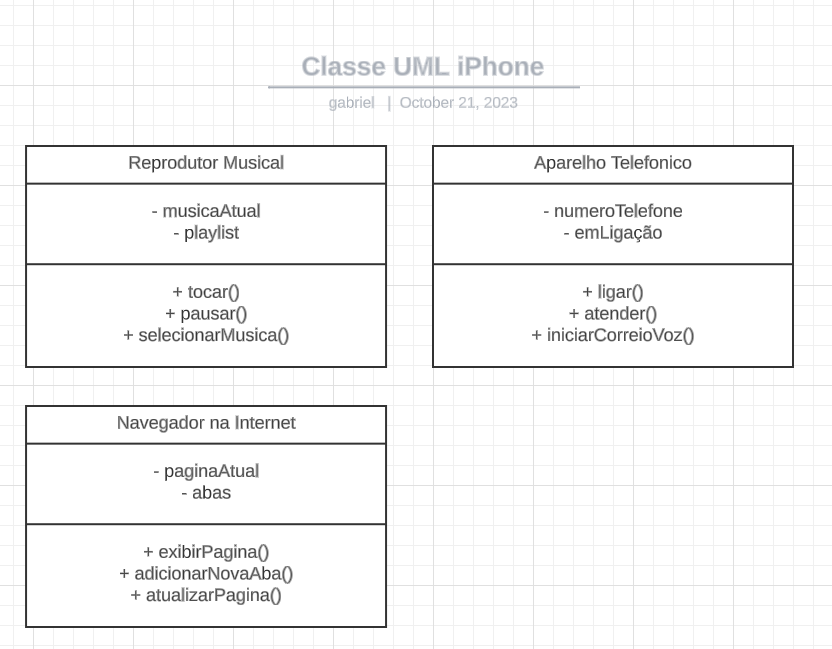 Classe UML iPhone
gabriel | October 21, 2023
Reprodutor Musical
- musicaAtual
- playlist
+ tocar()
+ pausar()
+ selecionarMusica()
Aparelho Telefonico
- numeroTelefone
- emLigação
+ ligar()
+ atender()
+ iniciarCorreioVoz()
Navegador na Internet
- paginaAtual
- abas
+ exibirPagina()
+ adicionarNovaAba()
+ atualizarPagina()